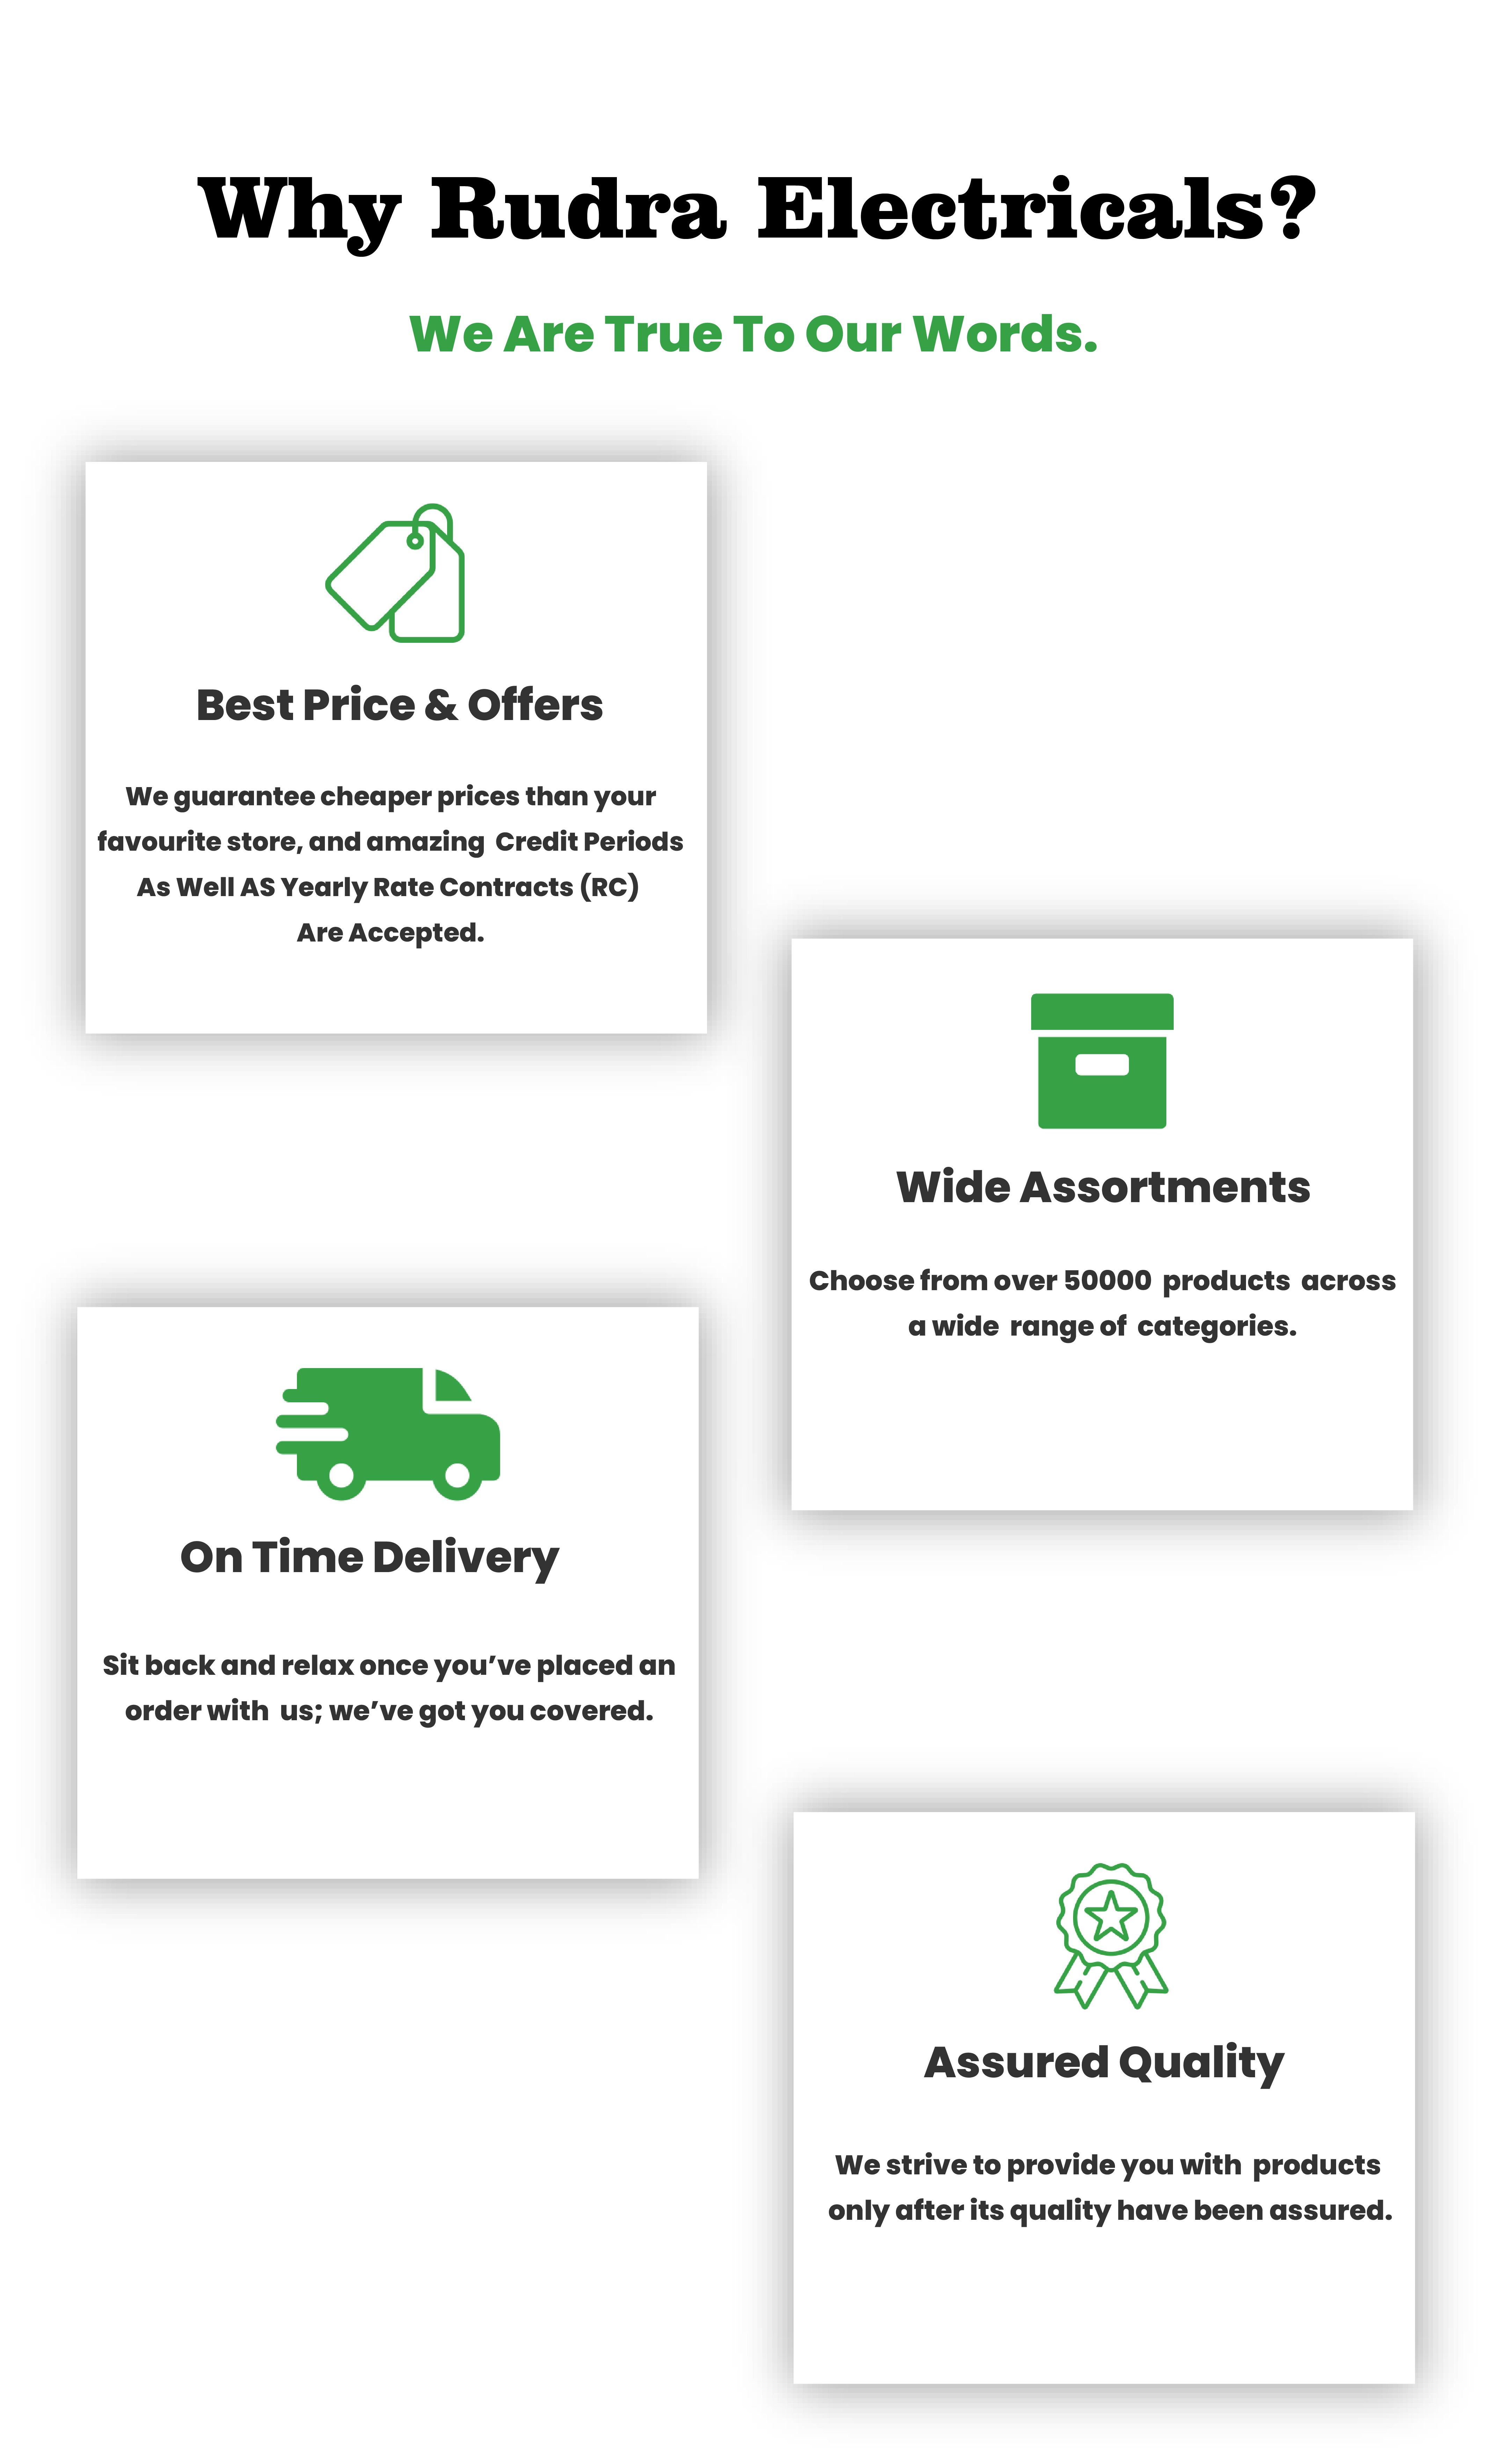 Why Rudra Electricals?
We Are True To Our Words.
Best Price & Offers
We guarantee cheaper prices than your
favourite store, and amazing Credit Periods
As Well AS Yearly Rate Contracts (RC)
Are Accepted.
Wide Assortments
Choose from over 50000 products across
a wide range of categories.
On Time Delivery
Sit back and relax once you’ve placed an
order with us; we’ve got you covered.
Assured Quality
We strive to provide you with products
only after its quality have been assured.